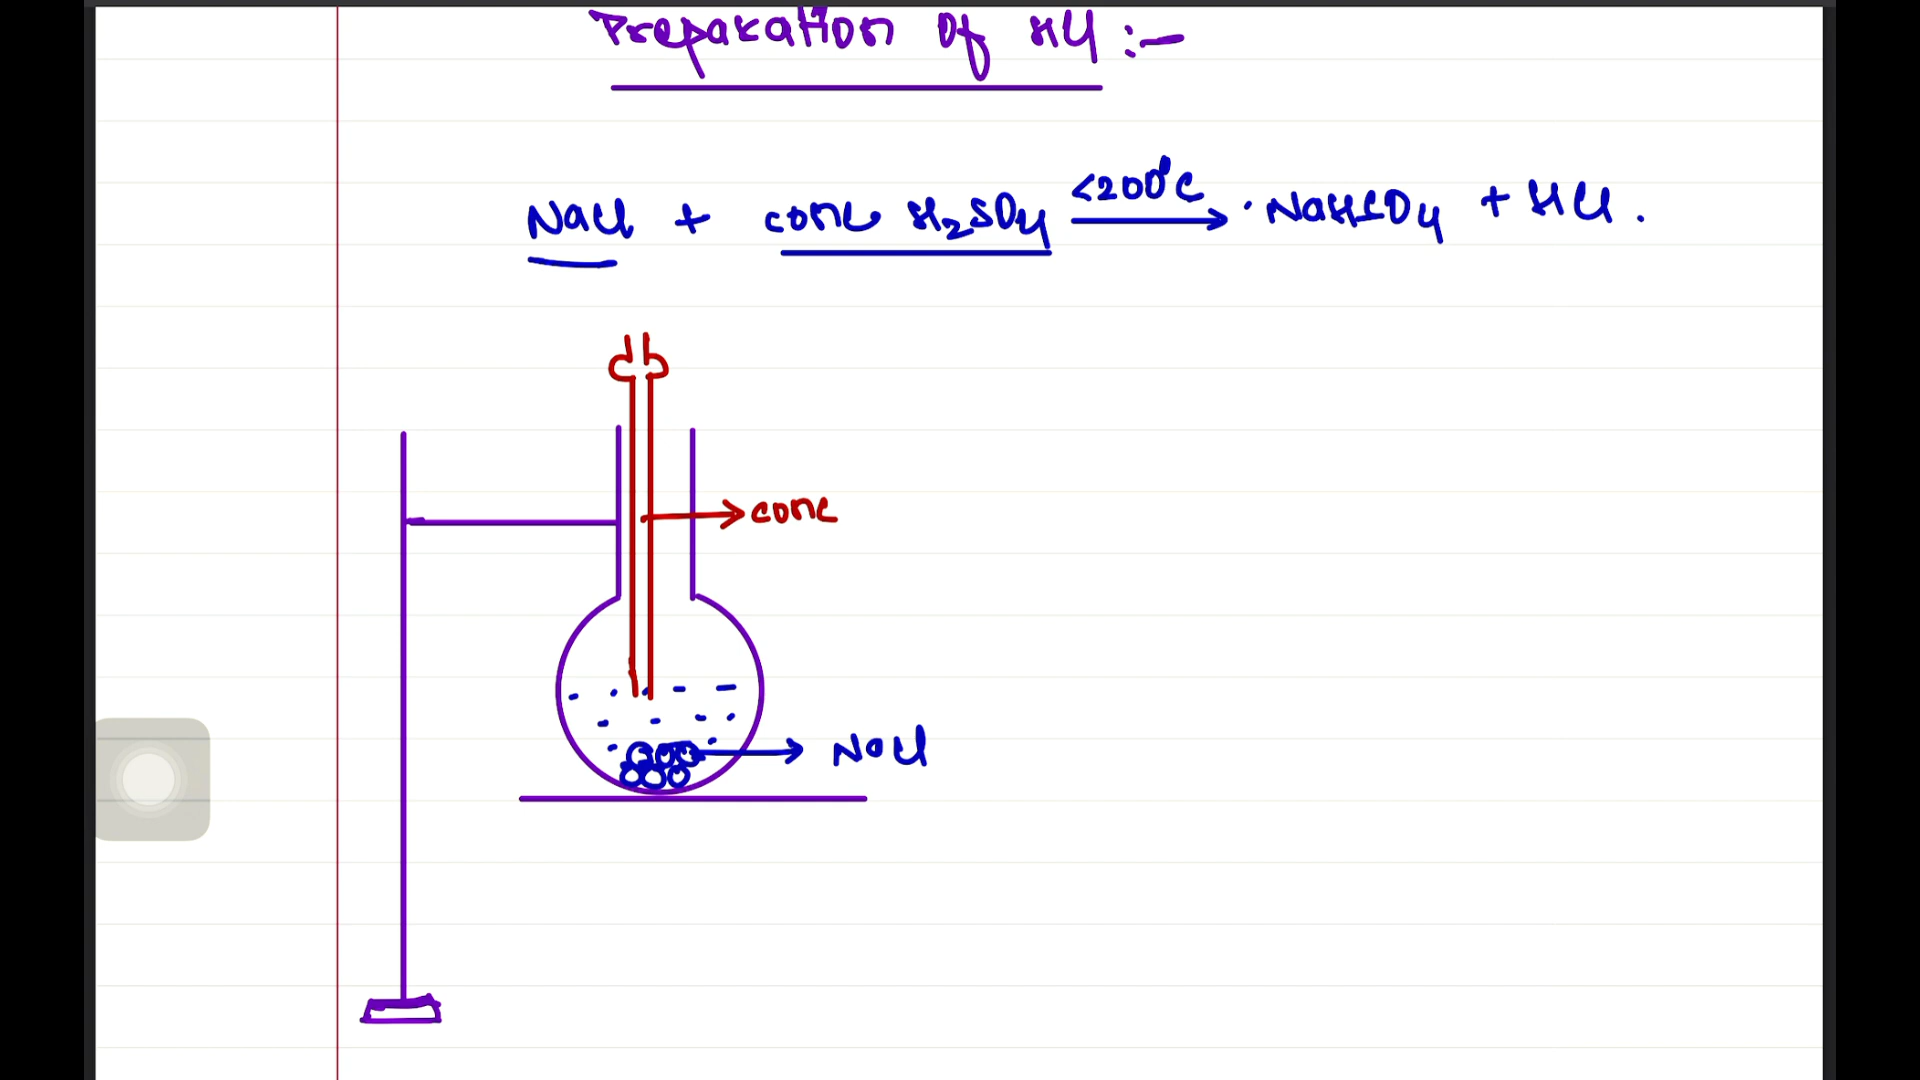 Preparation of HCl :-
NaCl + conc H₂SO₄ <200°C → NaHSO₄ + HCl.
conc
NaCl